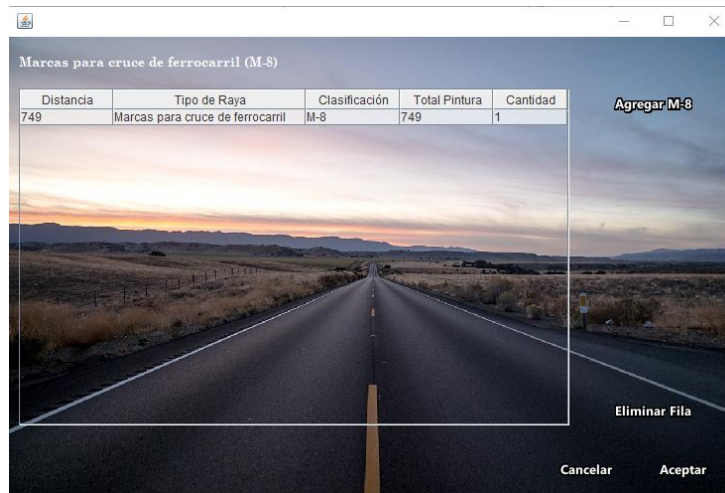 Marcas para cruce de ferrocarril (M-8)
Distancia Tipo de Raya Clasificación Total Pintura Cantidad
749 Marcas para cruce de ferrocarril M-8 749 1
Agregar M-8
Eliminar Fila
Cancelar Aceptar